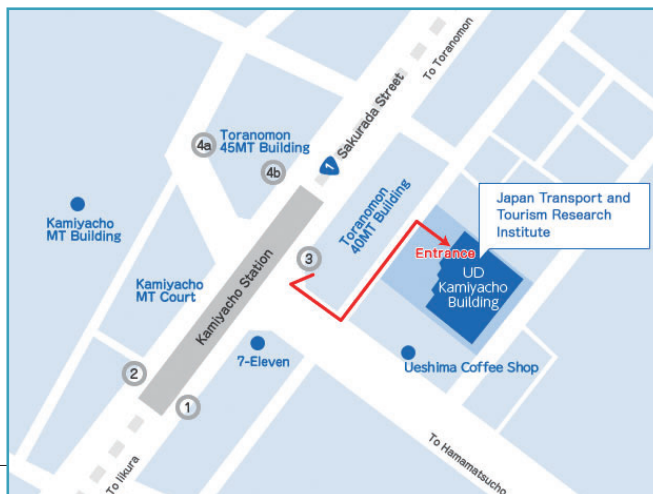 To Toranomon
Sakurada Street
1
Toranomon
45MT Building
4a
4b
Kamiyacho
MT Building
Kamiyacho
MT Court
Kamiyacho Station
3
Toranomon
40MT Building
Japan Transport and
Tourism Research
Institute
Entrance
UD
Kamiyacho
Building
2
1
7-Eleven
Ueshima Coffee Shop
To Iikura
To Hamamatsucho